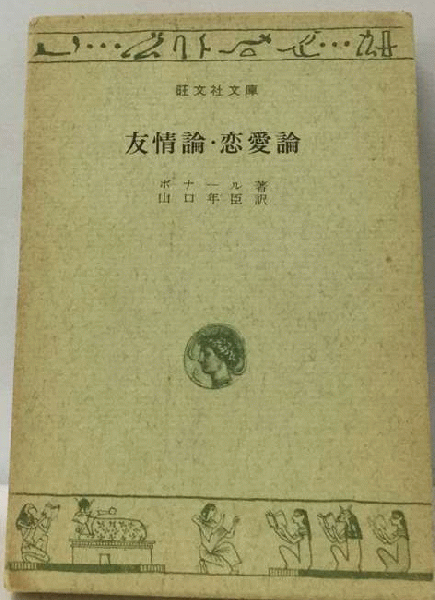 旺文社文庫
友情論・恋愛論
ボナール著
山口年臣訳